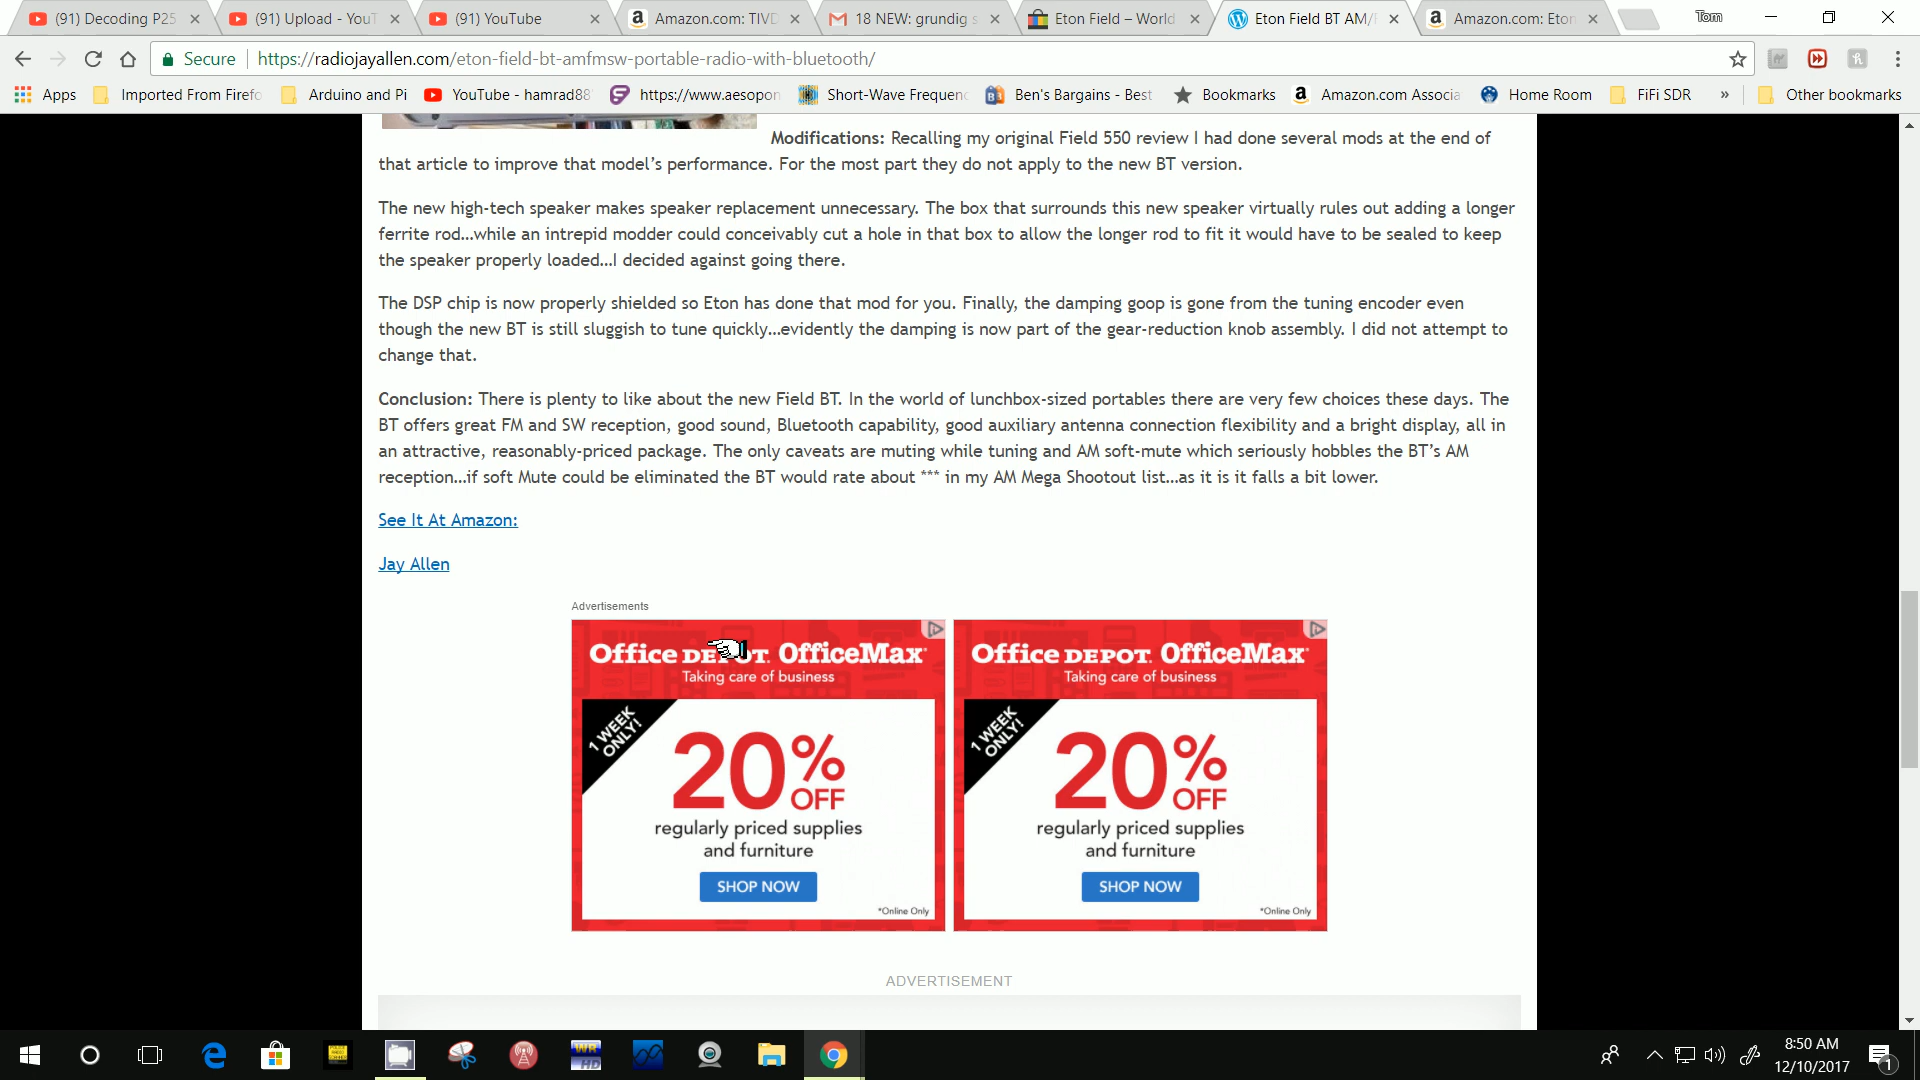 (91) Decoding P25
(91) Upload - YouT
(91) YouTube
Amazon.com: TIVD
18 NEW: grundig s
Eton Field – World
Eton Field BT AM/F
Amazon.com: Eton
Tom
Secure
https://radiojayallen.com/eton-field-bt-amfmsw-portable-radio-with-bluetooth/
Apps
Imported From Firefo
Arduino and Pi
YouTube - hamrad88
https://www.aesopon
Short-Wave Frequenc
Ben's Bargains - Best
Bookmarks
Amazon.com Associa
Home Room
FiFi SDR
»
Other bookmarks
Modifications: Recalling my original Field 550 review I had done several mods at the end of
that article to improve that model’s performance. For the most part they do not apply to the new BT version.
The new high-tech speaker makes speaker replacement unnecessary. The box that surrounds this new speaker virtually rules out adding a longer
ferrite rod…while an intrepid modder could conceivably cut a hole in that box to allow the longer rod to fit it would have to be sealed to keep
the speaker properly loaded…I decided against going there.
The DSP chip is now properly shielded so Eton has done that mod for you. Finally, the damping goop is gone from the tuning encoder even
though the new BT is still sluggish to tune quickly…evidently the damping is now part of the gear-reduction knob assembly. I did not attempt to
change that.
Conclusion: There is plenty to like about the new Field BT. In the world of lunchbox-sized portables there are very few choices these days. The
BT offers great FM and SW reception, good sound, Bluetooth capability, good auxiliary antenna connection flexibility and a bright display, all in
an attractive, reasonably-priced package. The only caveats are muting while tuning and AM soft-mute which seriously hobbles the BT’s AM
reception…if soft Mute could be eliminated the BT would rate about *** in my AM Mega Shootout list…as it is it falls a bit lower.
See It At Amazon:
Jay Allen
Advertisements
Office DEPOT. OfficeMax
Taking care of business
1 WEEK
ONLY!
20%
OFF
regularly priced supplies
and furniture
SHOP NOW
*Online Only
Office DEPOT. OfficeMax
Taking care of business
1 WEEK
ONLY!
20%
OFF
regularly priced supplies
and furniture
SHOP NOW
*Online Only
ADVERTISEMENT
8:50 AM
12/10/2017
1